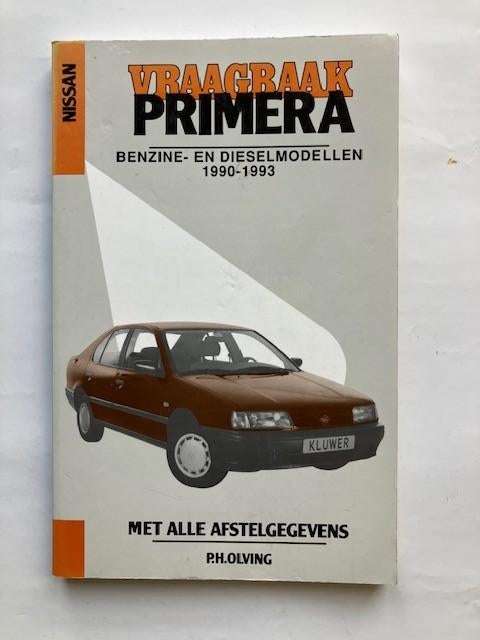 NISSAN
VRAAGBAAK
PRIMERA
BENZINE- EN DIESELMODELLEN
1990-1993
KLUWER
MET ALLE AFSTELGEGEVENS
P.H.OLVING